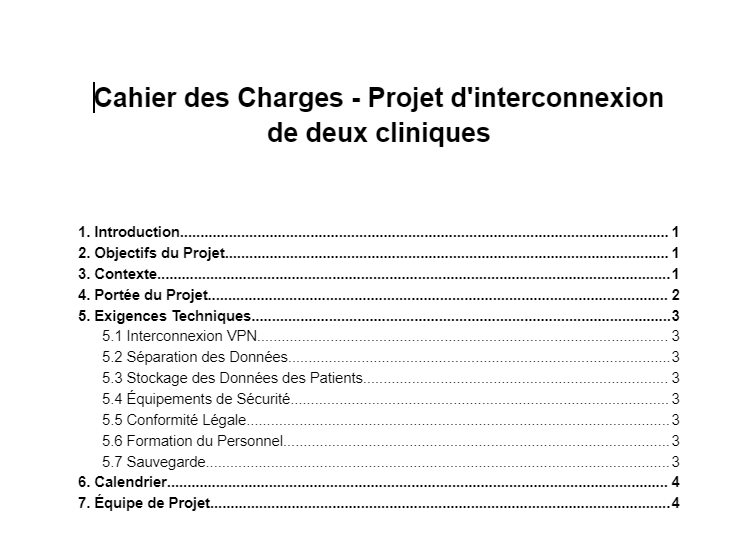 Cahier des Charges - Projet d'interconnexion
de deux cliniques
1. Introduction........................................................................................................................ 1
2. Objectifs du Projet............................................................................................................. 1
3. Contexte..............................................................................................................................1
4. Portée du Projet................................................................................................................. 2
5. Exigences Techniques.......................................................................................................3
5.1 Interconnexion VPN.................................................................................................... 3
5.2 Séparation des Données.............................................................................................3
5.3 Stockage des Données des Patients.......................................................................... 3
5.4 Équipements de Sécurité............................................................................................ 3
5.5 Conformité Légale.......................................................................................................3
5.6 Formation du Personnel..............................................................................................3
5.7 Sauvegarde.................................................................................................................3
6. Calendrier........................................................................................................................... 4
7. Équipe de Projet.................................................................................................................4